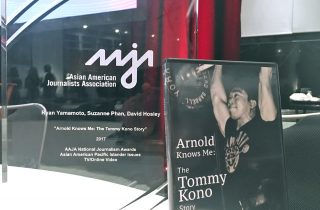 Asian American
Journalists Association
Ryan Yamamoto, Suzanne Phan, David Hosley
"Arnold Knows Me: The Tommy Kono Story"
2017
AAJA National Journalism Awards
Asian American Pacific Islander Issues
TV/Online Video
Arnold
Knows Me:
The
Tommy
Kono
Story